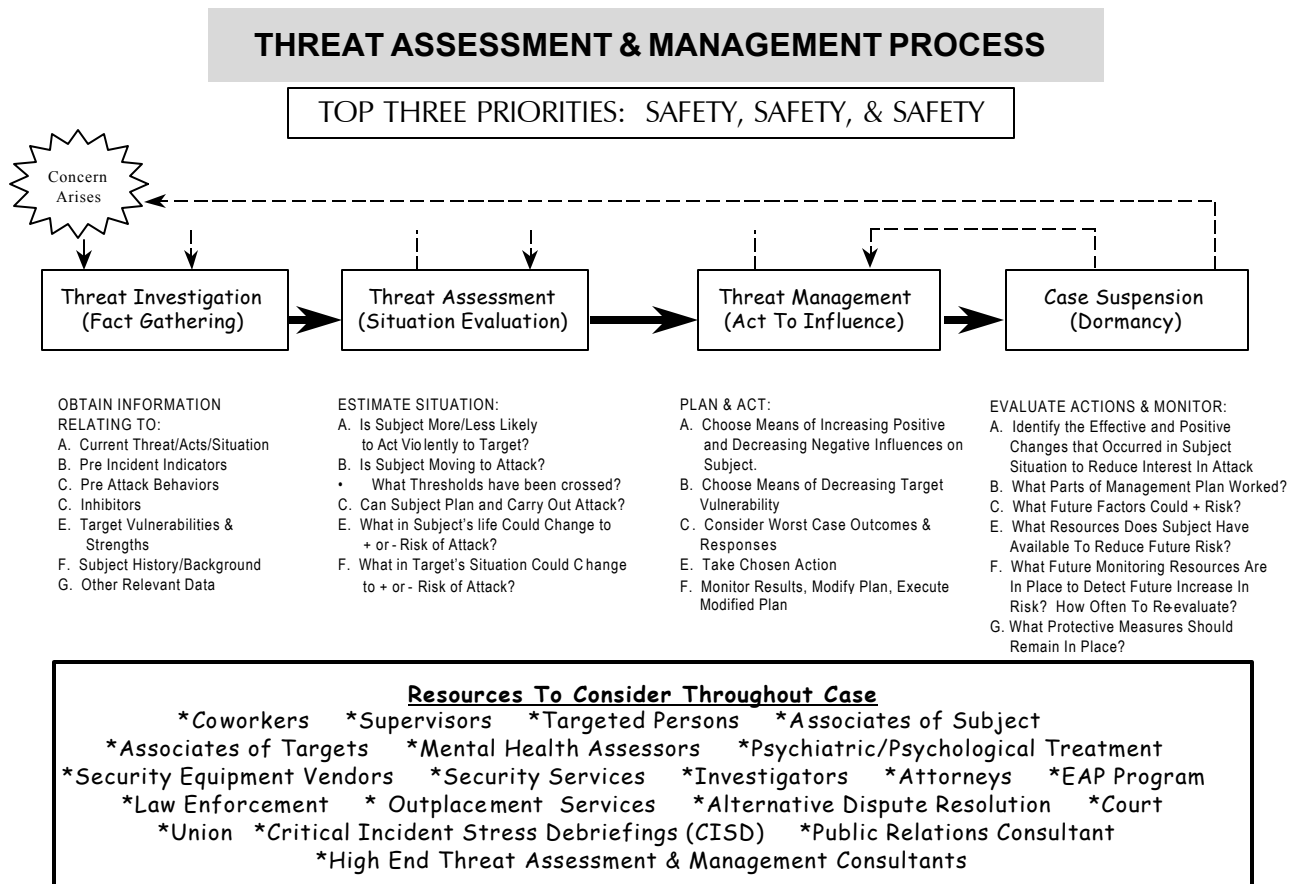 THREAT ASSESSMENT & MANAGEMENT PROCESS
TOP THREE PRIORITIES: SAFETY, SAFETY, & SAFETY
Concern
Arises
Threat Investigation
(Fact Gathering)
Threat Assessment
(Situation Evaluation)
Threat Management
(Act To Influence)
Case Suspension
(Dormancy)
OBTAIN INFORMATION
RELATING TO:
A. Current Threat/Acts/Situation
B. Pre Incident Indicators
C. Pre Attack Behaviors
C. Inhibitors
E. Target Vulnerabilities &
Strengths
F. Subject History/Background
G. Other Relevant Data
ESTIMATE SITUATION:
A. Is Subject More/Less Likely
to Act Violently to Target?
B. Is Subject Moving to Attack?
• What Thresholds have been crossed?
C. Can Subject Plan and Carry Out Attack?
E. What in Subject's life Could Change to
+ or - Risk of Attack?
F. What in Target's Situation Could Change
to + or - Risk of Attack?
PLAN & ACT:
A. Choose Means of Increasing Positive
and Decreasing Negative Influences on
Subject.
B. Choose Means of Decreasing Target
Vulnerability
C. Consider Worst Case Outcomes &
Responses
E. Take Chosen Action
F. Monitor Results, Modify Plan, Execute
Modified Plan
EVALUATE ACTIONS & MONITOR:
A. Identify the Effective and Positive
Changes that Occurred in Subject
Situation to Reduce Interest In Attack
B. What Parts of Management Plan Worked?
C. What Future Factors Could + Risk?
E. What Resources Does Subject Have
Available To Reduce Future Risk?
F. What Future Monitoring Resources Are
In Place to Detect Future Increase In
Risk? How Often To Re-evaluate?
G. What Protective Measures Should
Remain In Place?
Resources To Consider Throughout Case
*Coworkers *Supervisors *Targeted Persons *Associates of Subject
*Associates of Targets *Mental Health Assessors *Psychiatric/Psychological Treatment
*Security Equipment Vendors *Security Services *Investigators *Attorneys *EAP Program
*Law Enforcement * Outplacement Services *Alternative Dispute Resolution *Court
*Union *Critical Incident Stress Debriefings (CISD) *Public Relations Consultant
*High End Threat Assessment & Management Consultants